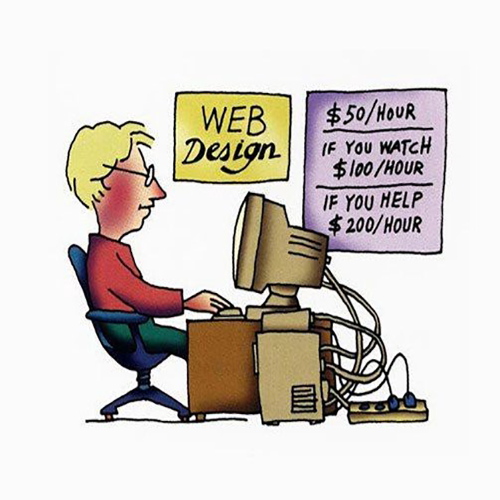 WEB
Design
$50/HOUR
IF YOU WATCH
$100/HOUR
IF YOU HELP
$200/HOUR